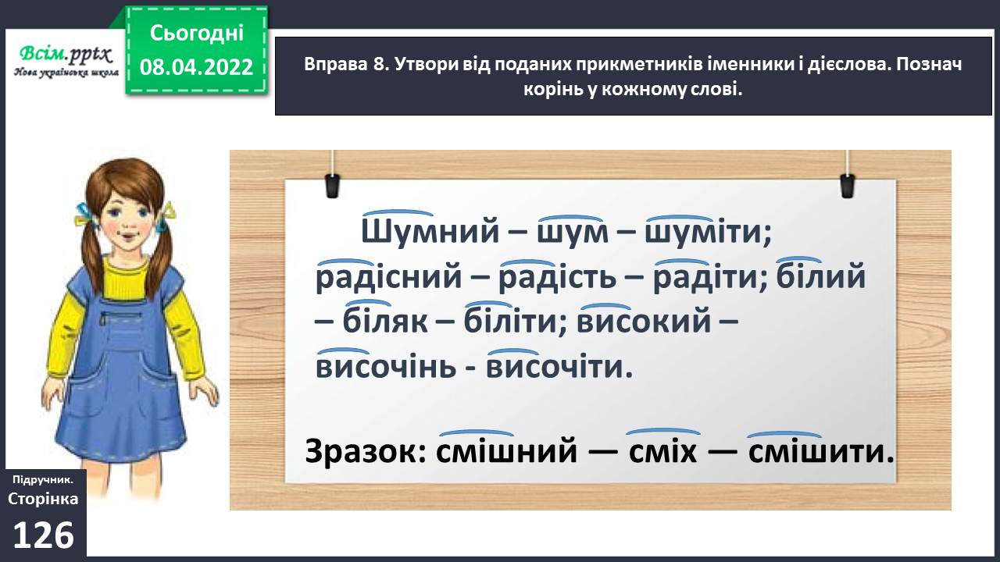 Всім.pptx
Нова українська школа
Сьогодні
08.04.2022
Вправа 8. Утвори від поданих прикметників іменники і дієслова. Познач
корінь у кожному слові.
Шумний – шум – шуміти;
радісний – радість – радіти; білий
– біляк – біліти; високий –
височінь - височіти.
Зразок: смішний — сміх — смішити.
Підручник.
Сторінка
126